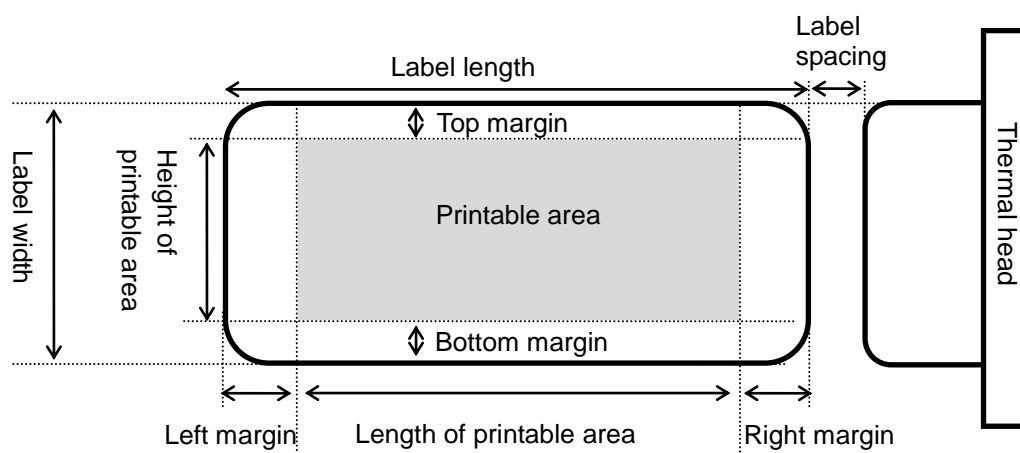 Label
spacing
Label length
Top margin
Label width
Height of
printable area
Printable area
Thermal head
Bottom margin
Left margin
Length of printable area
Right margin